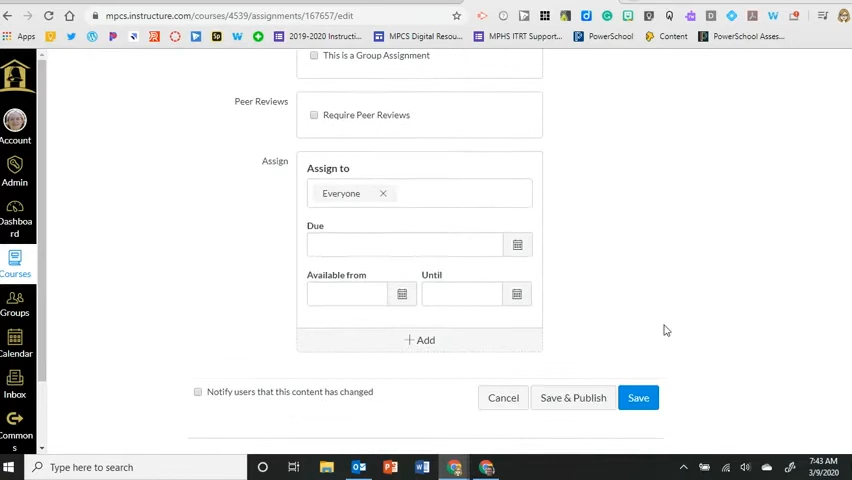 mpcs.instructure.com/courses/4539/assignments/167657/edit
Apps
2019-2020 Instructi...
MPCS Digital Resou...
MPHS ITRT Support...
PowerSchool
Content
PowerSchool Asses...
This is a Group Assignment
Peer Reviews
Require Peer Reviews
Assign
Assign to
Everyone
Due
Available from
Until
Add
Notify users that this content has changed
Cancel
Save & Publish
Save
Account
Admin
Dashboa
rd
Courses
Groups
Calendar
Inbox
Common
s
Type here to search
7:43 AM
3/9/2020